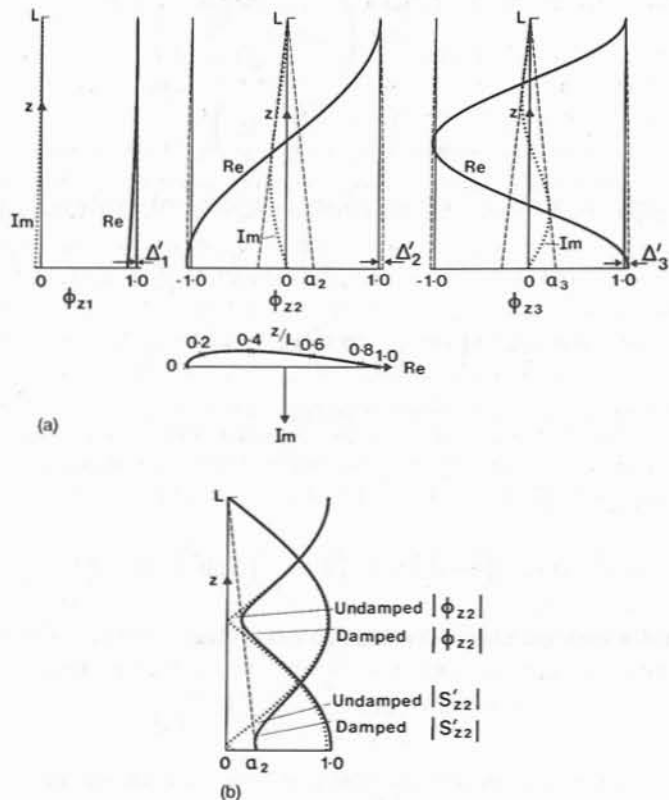 L
z
Im
Re
Δ′₁
0
1·0
ϕz1
L
z
Re
Im
Δ′₂
0
a₂
1·0
ϕz2
L
z
Re
Im
Δ′₃
-1·0
0
a₃
1·0
ϕz3
z/L
0
0·2
0·4
0·6
0·8
1·0
Re
Im
(a)
L
z
Undamped |ϕz2|
Damped |ϕz2|
Undamped |S′z2|
Damped |S′z2|
0
a₂
1·0
(b)